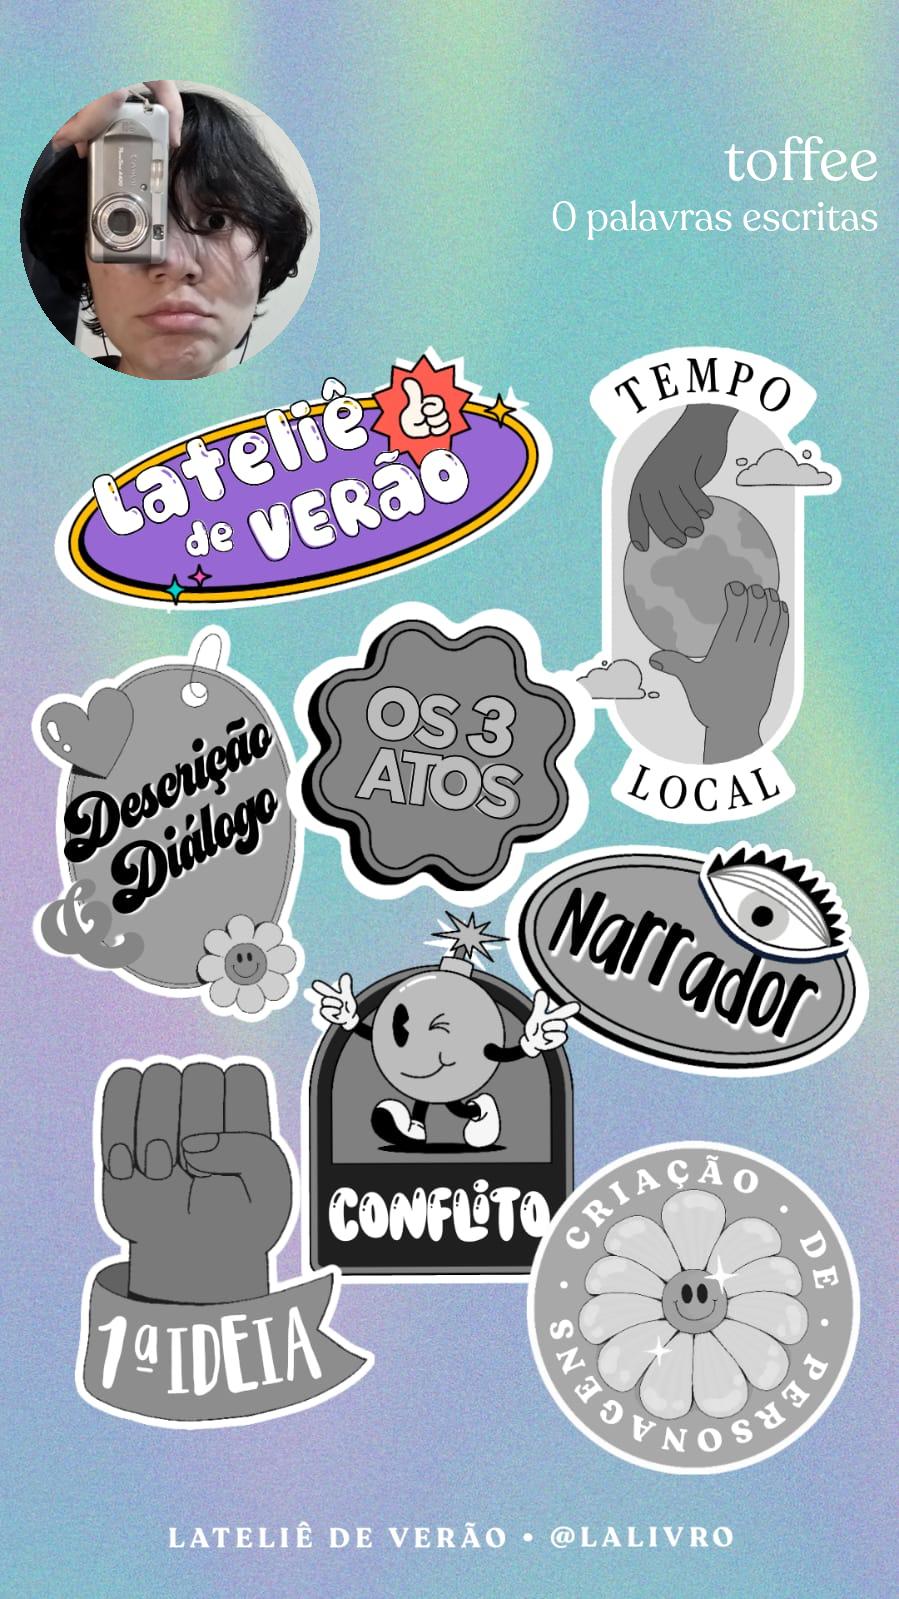 toffee
0 palavras escritas
Lateliê
de VERÃO
TEMPO
LOCAL
Descrição
& Diálogo
OS 3
ATOS
Narrador
CONFLITO
1ª IDEIA
CRIAÇÃO · DE · PERSONAGENS ·
LATELIÊ DE VERÃO • @LALIVRO